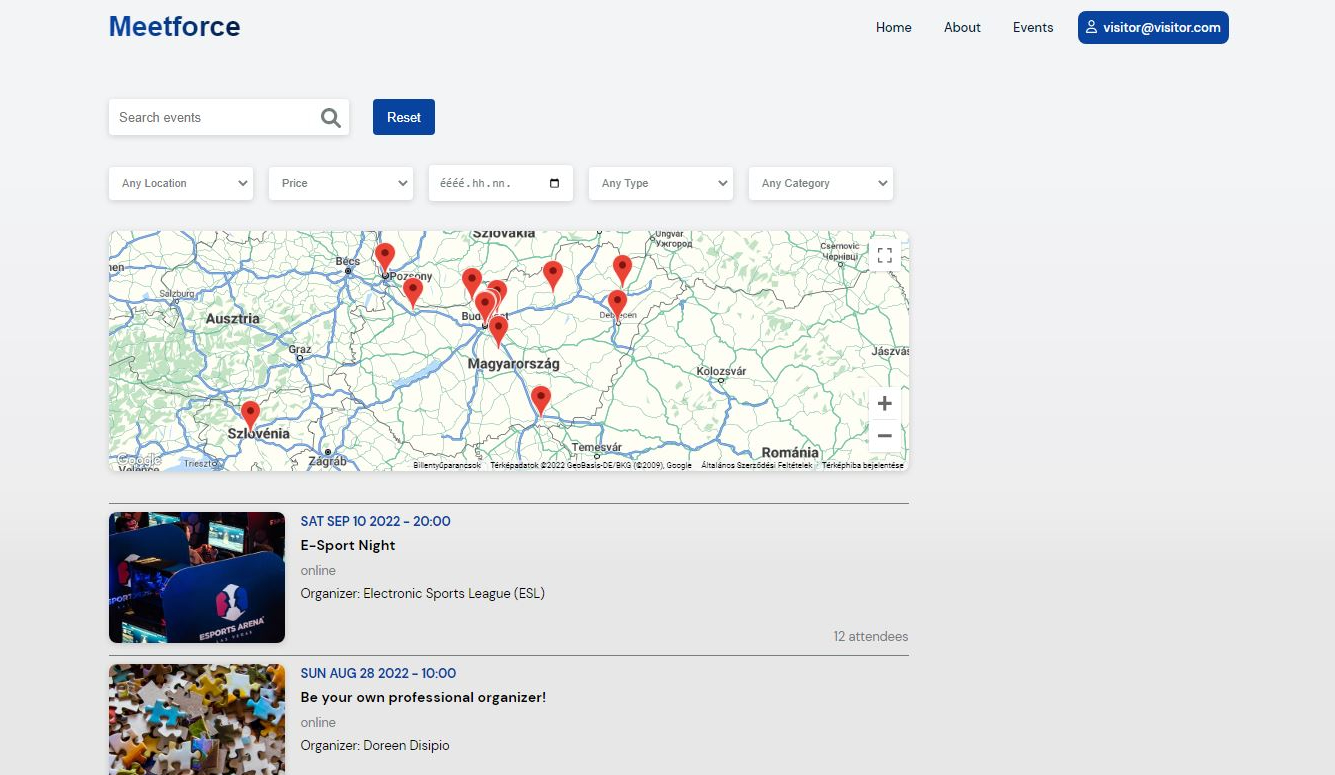 Meetforce
Home
About
Events
visitor@visitor.com
Search events
Reset
Any Location
Price
éééé.hh.nn.
Any Type
Any Category
Szlovákia
Ungvár
Ужгород
Csernovic
Чернівці
Bécs
Pozsony
Salzburg
Ausztria
Graz
Magyarország
Kolozsvár
Szlovénia
Zágráb
Temesvár
Románia
Trieszt
Velence
Google
Billentyűparancsok
Térképadatok ©2022 GeoBasis-DE/BKG (©2009), Google
Általános Szerződési Feltételek
Térképhiba bejelentése
SAT SEP 10 2022 - 20:00
E-Sport Night
online
Organizer: Electronic Sports League (ESL)
ESPORTS ARENA
LAS VEGAS
12 attendees
SUN AUG 28 2022 - 10:00
Be your own professional organizer!
online
Organizer: Doreen Disipio